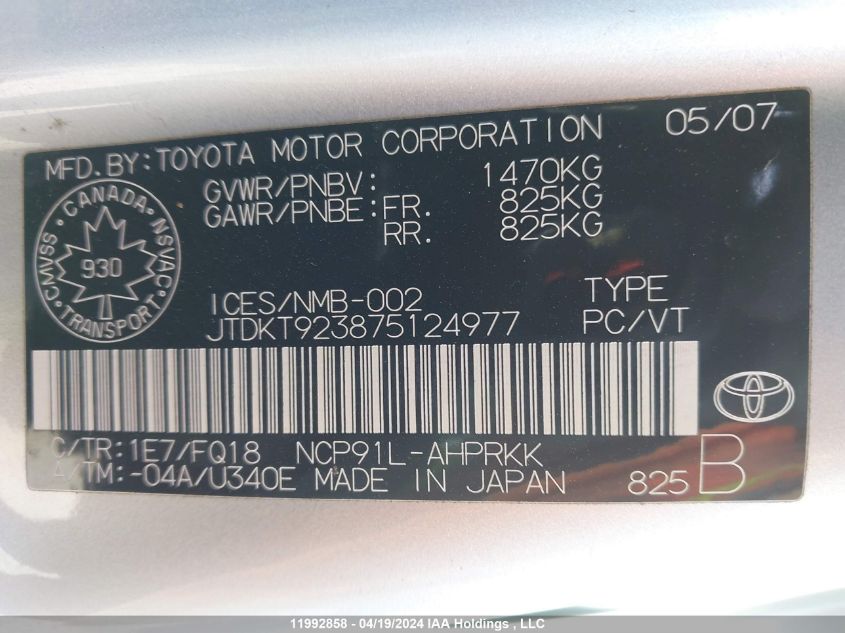 MFD.BY:TOYOTA MOTOR CORPORATION 05/07
GVWR/PNBV: 1470KG
GAWR/PNBE:FR. 825KG
RR. 825KG
CANADA
CMVSS NSVAC
930
TRANSPORT
ICES/NMB-002 TYPE
JTDKT923875124977 PC/VT
C/TR:1E7/FQ18 NCP91L-AHPRKK
A/TM:-04A/U340E MADE IN JAPAN 825 B
11992858 - 04/19/2024 IAA Holdings , ©IAA